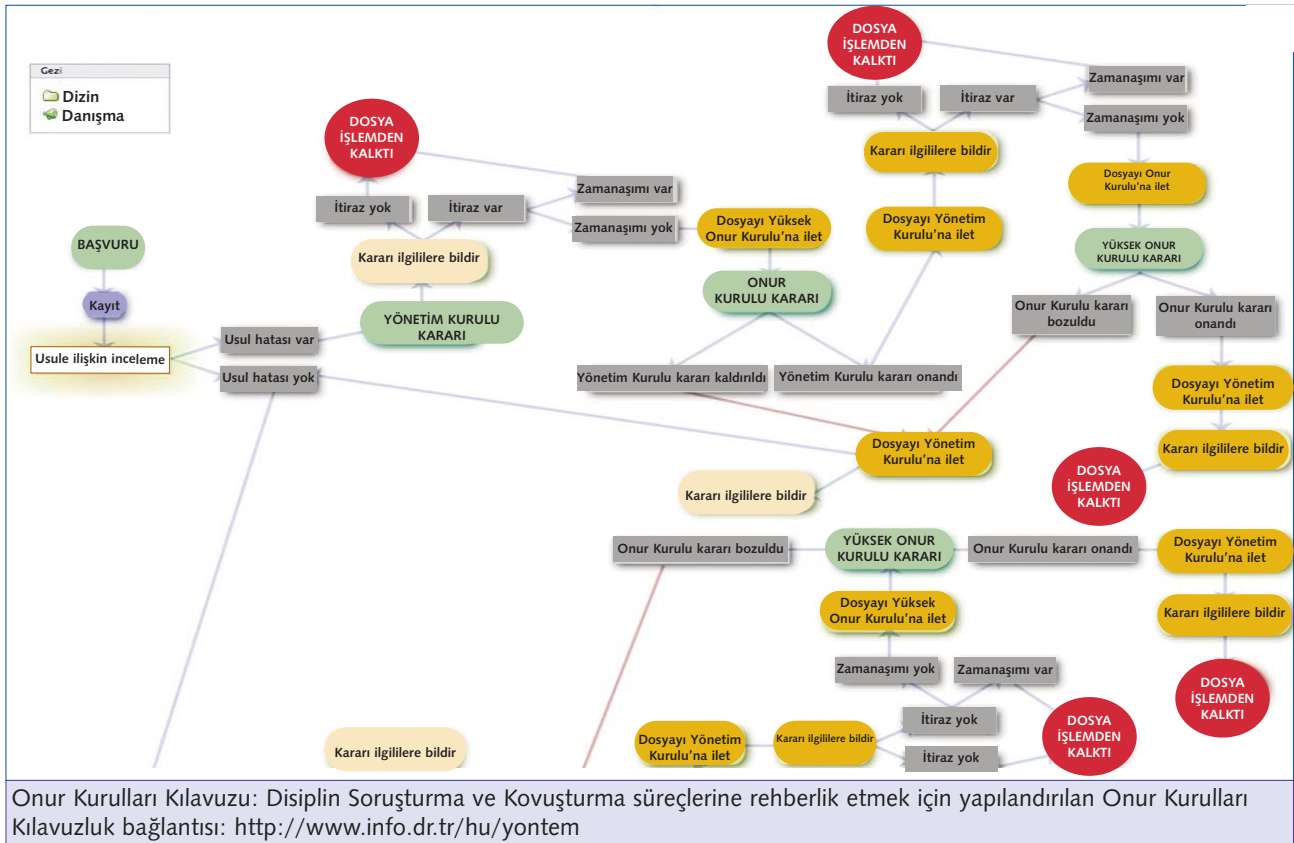 Gezi
Dizin
Danışma
BAŞVURU
Kayıt
Usule ilişkin inceleme
Usul hatası var
Usul hatası yok
YÖNETİM KURULU
KARARI
Kararı ilgililere bildir
İtiraz yok
İtiraz var
DOSYA
İŞLEMDEN
KALKTI
Zamanaşımı var
Zamanaşımı yok
Dosyayı Yüksek
Onur Kurulu'na ilet
ONUR
KURULU KARARI
Yönetim Kurulu kararı kaldırıldı
Yönetim Kurulu kararı onandı
Dosyayı Yönetim
Kurulu'na ilet
Kararı ilgililere bildir
İtiraz yok
İtiraz var
DOSYA
İŞLEMDEN
KALKTI
Zamanaşımı var
Zamanaşımı yok
Dosyayı Onur
Kurulu'na ilet
YÜKSEK ONUR
KURULU KARARI
Onur Kurulu kararı
bozuldu
Onur Kurulu kararı
onandı
Dosyayı Yönetim
Kurulu'na ilet
Kararı ilgililere bildir
DOSYA
İŞLEMDEN
KALKTI
Dosyayı Yönetim
Kurulu'na ilet
Kararı ilgililere bildir
Onur Kurulu kararı bozuldu
YÜKSEK ONUR
KURULU KARARI
Onur Kurulu kararı onandı
Dosyayı Yönetim
Kurulu'na ilet
Kararı ilgililere bildir
DOSYA
İŞLEMDEN
KALKTI
Dosyayı Yüksek
Onur Kurulu'na ilet
Zamanaşımı yok
Zamanaşımı var
İtiraz yok
İtiraz yok
DOSYA
İŞLEMDEN
KALKTI
Kararı ilgililere bildir
Dosyayı Yönetim
Kurulu'na ilet
Kararı ilgililere bildir
Onur Kurulları Kılavuzu: Disiplin Soruşturma ve Kovuşturma süreçlerine rehberlik etmek için yapılandırılan Onur Kurulları
Kılavuzluk bağlantısı: http://www.info.dr.tr/hu/yontem